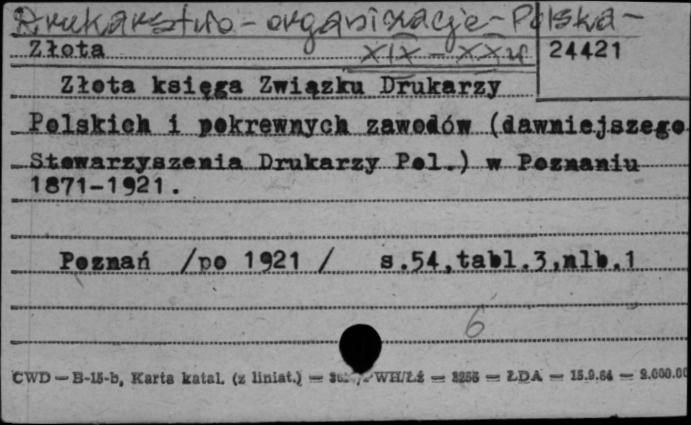 Drukarstwo - organizacje - Polska -
Złota XIX - XX w 24421
Złota księga Związku Drukarzy
Polskich i pokrewnych zawodów (dawniejszego
Stowarzyszenia Drukarzy Pol.) w Poznaniu
1871-1921.
Poznań /po 1921 / s.54,tabl.3,nlb.1
6
CWD — B-15-b, Karta katal. (z liniat.) — WH/Łś — 3256 — ŁDA — 15.9.64 — 9.000.00